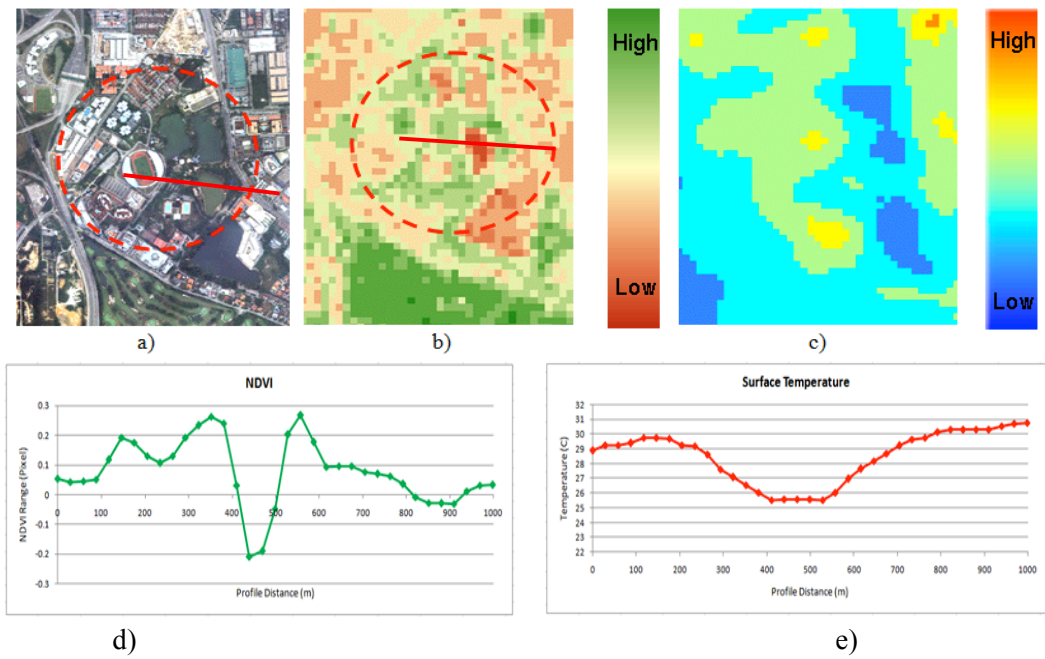 High
Low
High
Low
a)
b)
c)
NDVI
0.3
0.2
0.1
0
-0.1
-0.2
-0.3
0 100 200 300 400 500 600 700 800 900 1000
NDVI Range (Pixel)
Profile Distance (m)
Surface Temperature
32
31
30
29
28
27
26
25
24
23
22
0 100 200 300 400 500 600 700 800 900 1000
Temperature (C)
Profile Distance (m)
d)
e)